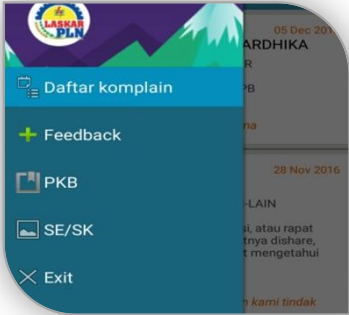 LASKAR
PLN
Daftar komplain
Feedback
PKB
SE/SK
Exit
05 Dec 201
ARDHIKA
R
PB
na
28 Nov 2016
-LAIN
si, atau rapat
tnya dishare,
t mengetahui
n kami tindak